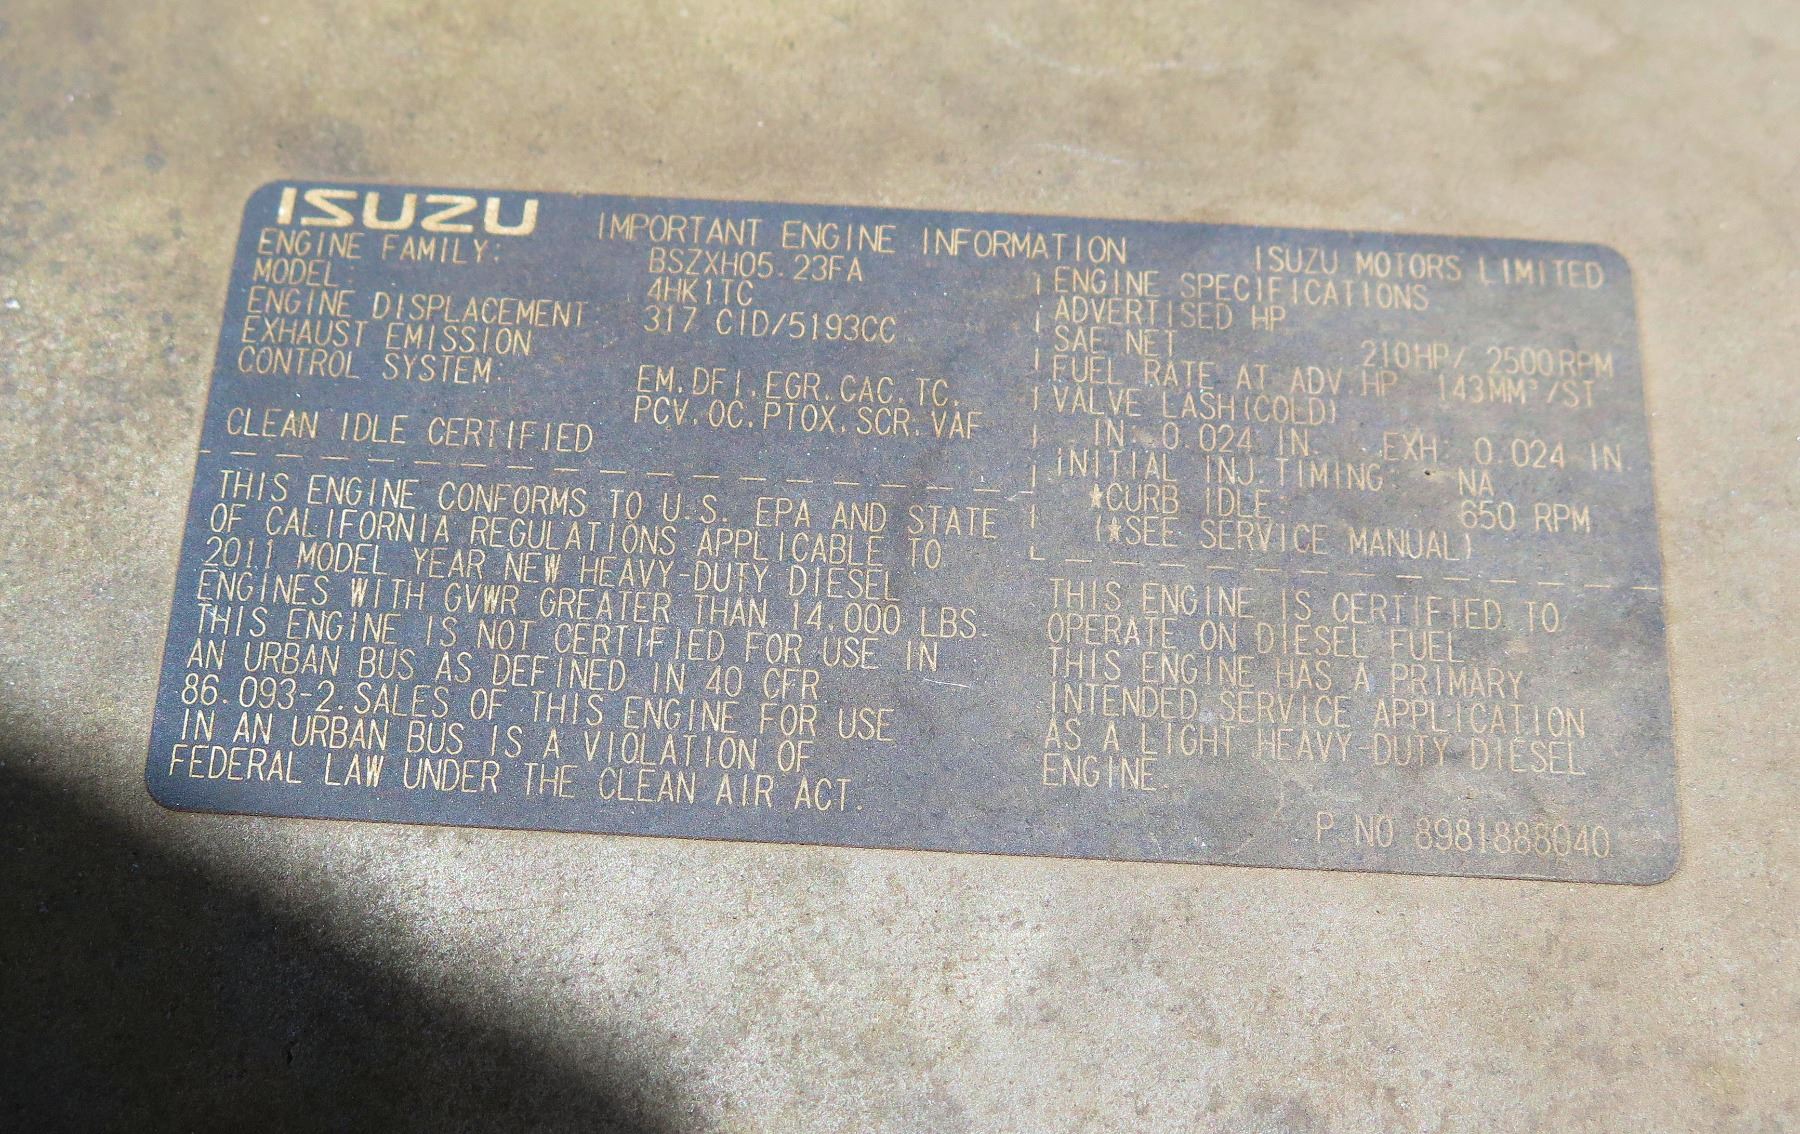 ISUZU IMPORTANT ENGINE INFORMATION ISUZU MOTORS LIMITED
ENGINE FAMILY: BSZXH05.23FA
MODEL: 4HK1TC
ENGINE DISPLACEMENT 317 CID/5193CC
EXHAUST EMISSION
CONTROL SYSTEM: EM, DFI, EGR, CAC, TC,
PCV, OC, PTOX, SCR, VAF
CLEAN IDLE CERTIFIED
THIS ENGINE CONFORMS TO U.S. EPA AND STATE
OF CALIFORNIA REGULATIONS APPLICABLE TO
2011 MODEL YEAR NEW HEAVY-DUTY DIESEL
ENGINES WITH GVWR GREATER THAN 14,000 LBS.
THIS ENGINE IS NOT CERTIFIED FOR USE IN
AN URBAN BUS AS DEFINED IN 40 CFR
86.093-2. SALES OF THIS ENGINE FOR USE
IN AN URBAN BUS IS A VIOLATION OF
FEDERAL LAW UNDER THE CLEAN AIR ACT.
ENGINE SPECIFICATIONS
ADVERTISED HP
SAE NET 210HP/ 2500RPM
FUEL RATE AT ADV HP 143MM³/ST
VALVE LASH(COLD)
IN: 0.024 IN. EXH: 0.024 IN.
INITIAL INJ.TIMING: NA
*CURB IDLE: 650 RPM
(*SEE SERVICE MANUAL)
THIS ENGINE IS CERTIFIED TO
OPERATE ON DIESEL FUEL.
THIS ENGINE HAS A PRIMARY
INTENDED SERVICE APPLICATION
AS A LIGHT HEAVY-DUTY DIESEL
ENGINE.
P.NO 8981888040